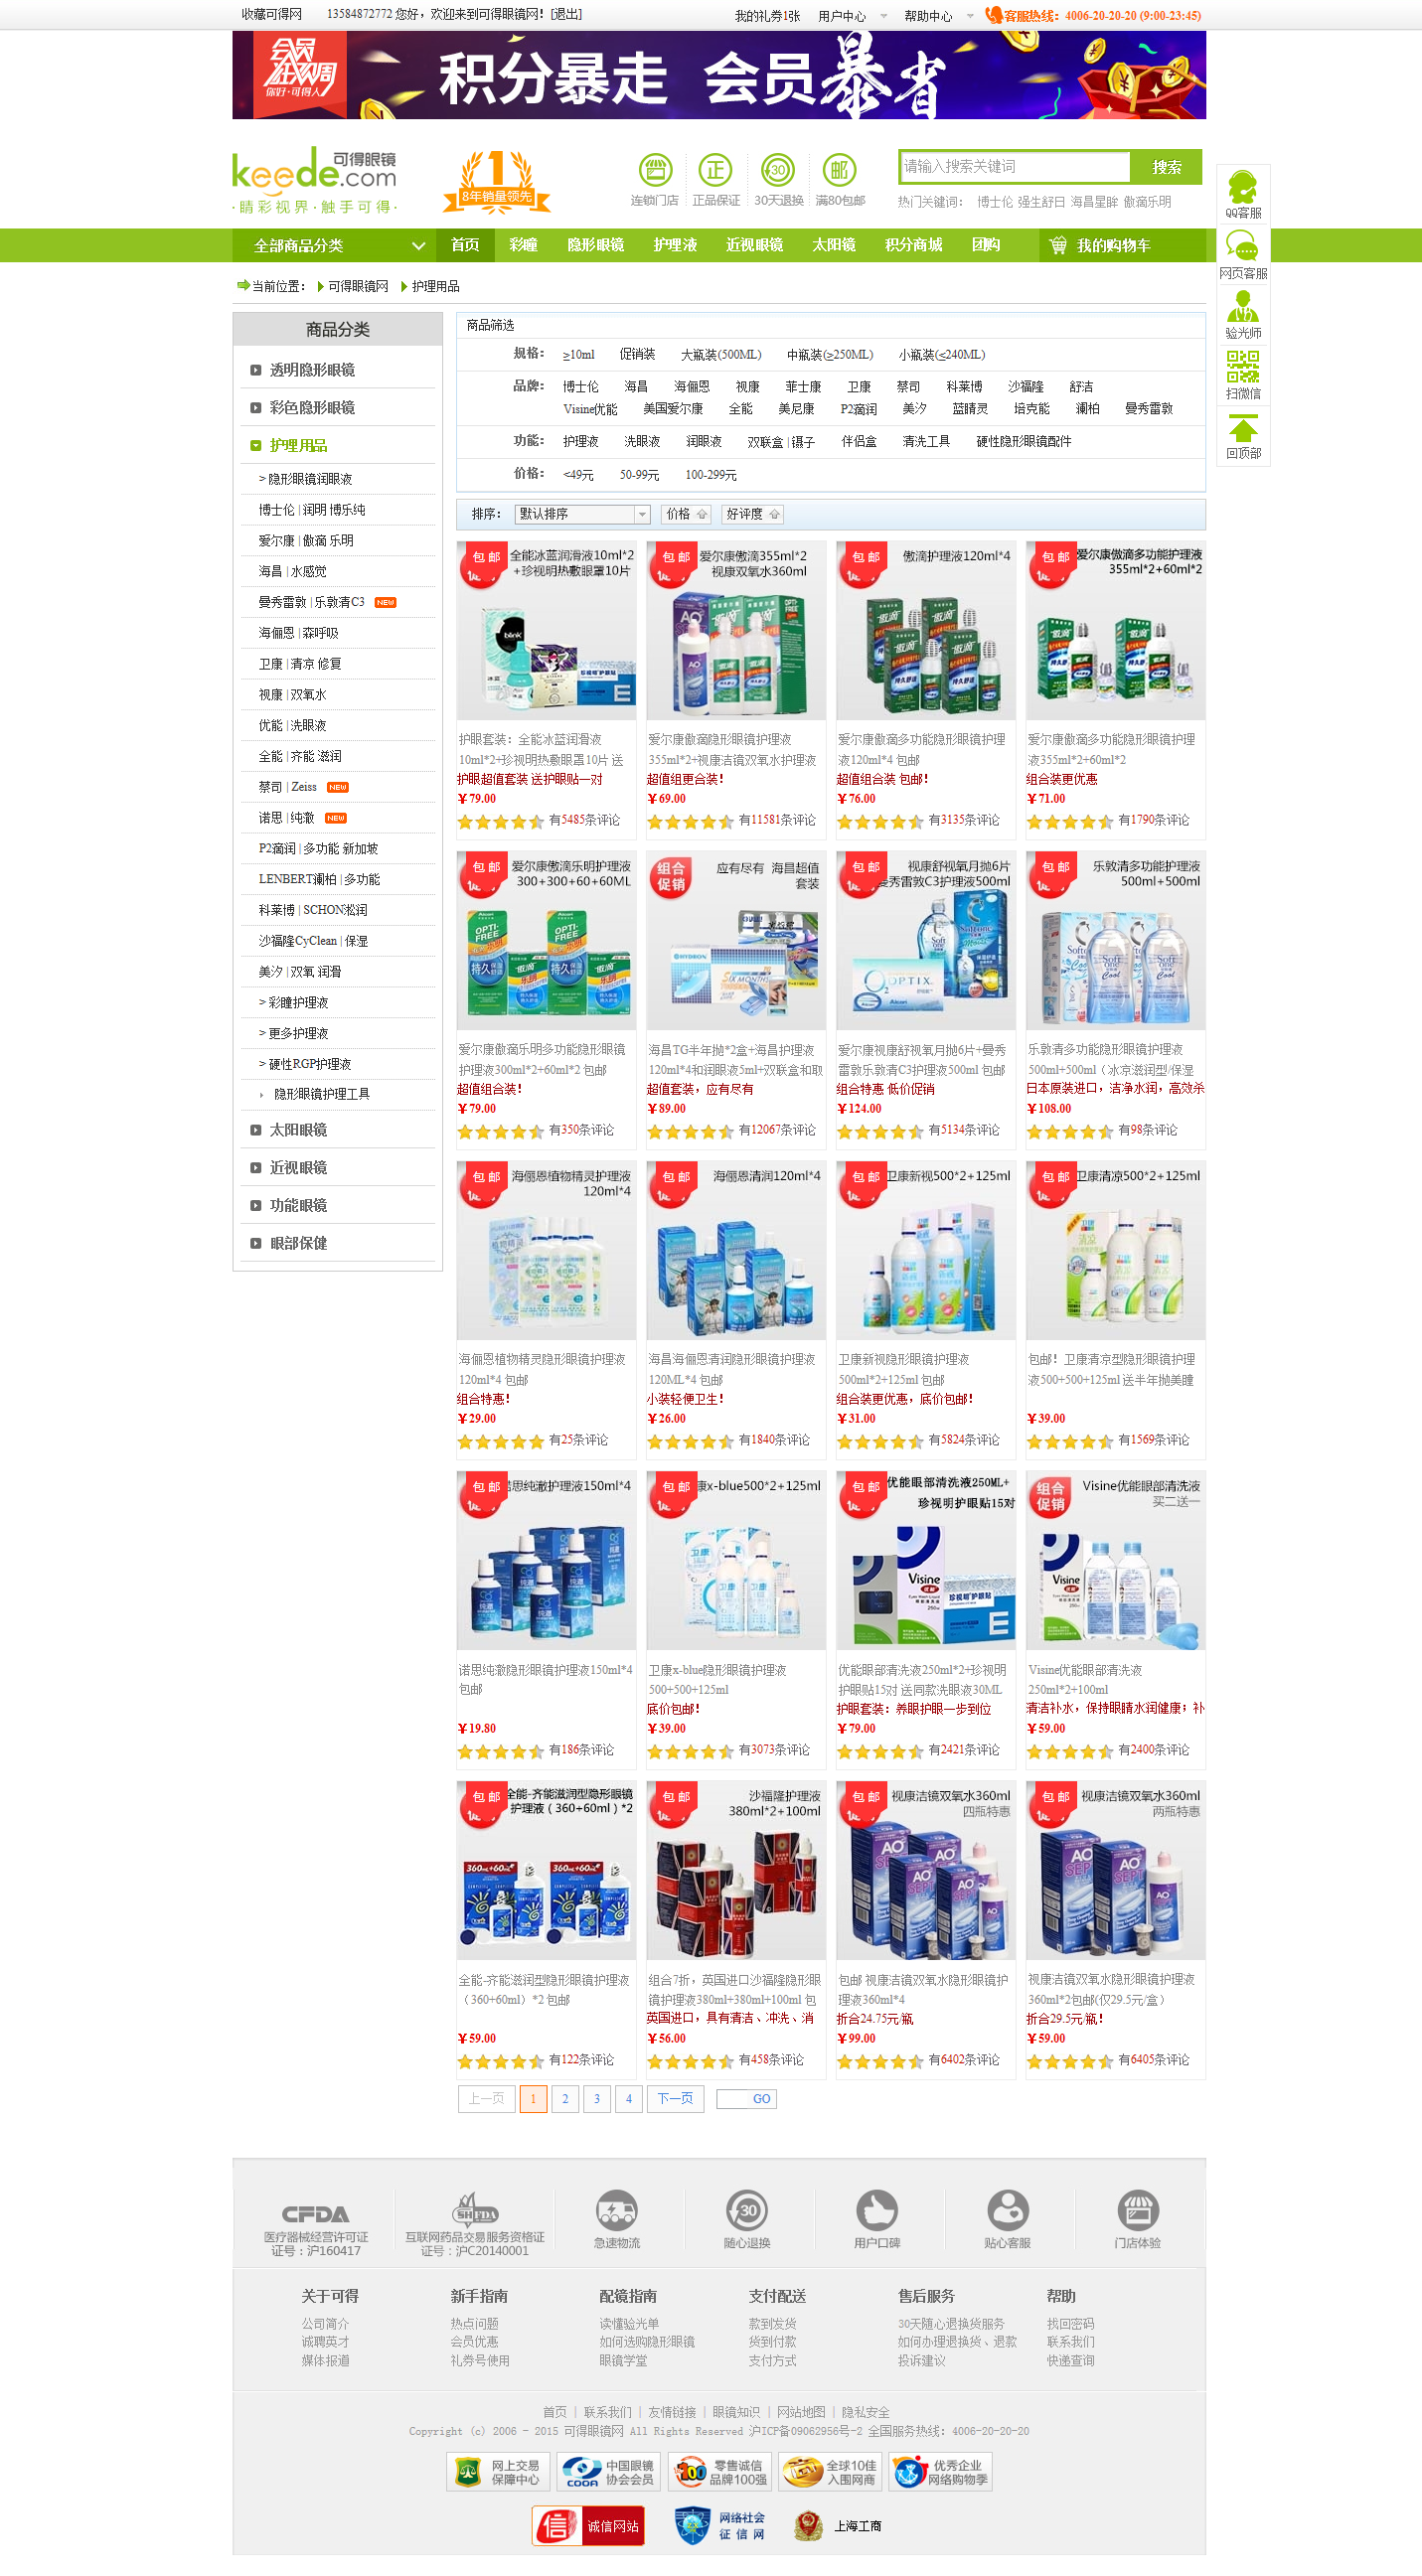 收藏可得网 13584872772 您好，欢迎来到可得眼镜网！[退出] 我的礼券1张 用户中心 帮助中心 客服热线：4006-20-20-20 (9:00-23:45)
会员狂欢周 你好·可得人 积分暴走 会员暴省
keede.com 可得眼镜
·睛彩视界·触手可得·
1 8年销量领先
连锁门店 正品保证 30天退换 满80包邮
请输入搜索关键词 搜索
热门关键词： 博士伦 强生舒日 海昌星眸 傲滴乐明
QQ客服
网页客服
验光师
扫微信
回顶部
全部商品分类 首页 彩瞳 隐形眼镜 护理液 近视眼镜 太阳镜 积分商城 团购 我的购物车
当前位置： 可得眼镜网 护理用品
商品分类
透明隐形眼镜
彩色隐形眼镜
护理用品
> 隐形眼镜润眼液
博士伦 | 润明 博乐纯
爱尔康 | 傲滴 乐明
海昌 | 水感觉
曼秀雷敦 | 乐敦清C3 NEW
海俪恩 | 森呼吸
卫康 | 清凉 修复
视康 | 双氧水
优能 | 洗眼液
全能 | 齐能 滋润
蔡司 | Zeiss NEW
诺思 | 纯澈 NEW
P2滴润 | 多功能 新加坡
LENBERT澜柏 | 多功能
科莱博 | SCHON淞润
沙福隆CyClean | 保湿
美汐 | 双氧 润滑
> 彩瞳护理液
> 更多护理液
> 硬性RGP护理液
隐形眼镜护理工具
太阳眼镜
近视眼镜
功能眼镜
眼部保健
商品筛选
规格： ≥10ml 促销装 大瓶装(500ML) 中瓶装(≥250ML) 小瓶装(≤240ML)
品牌： 博士伦 海昌 海俪恩 视康 菲士康 卫康 蔡司 科莱博 沙福隆 舒洁
Visine优能 美国爱尔康 全能 美尼康 P2滴润 美汐 蓝睛灵 培克能 澜柏 曼秀雷敦
功能： 护理液 洗眼液 润眼液 双联盒 | 镊子 伴侣盒 清洗工具 硬性隐形眼镜配件
价格： <49元 50-99元 100-299元
排序： 默认排序 价格 好评度
包邮 全能冰蓝润滑液10ml*2
+珍视明热敷眼罩10片
包邮 爱尔康傲滴355ml*2
视康双氧水360ml
包邮 傲滴护理液120ml*4
包邮 爱尔康傲滴多功能护理液
355ml*2+60ml*2
护眼套装：全能冰蓝润滑液
10ml*2+珍视明热敷眼罩10片 送
护眼超值套装 送护眼贴一对
￥79.00
有5485条评论
爱尔康傲滴隐形眼镜护理液
355ml*2+视康洁镜双氧水护理液
超值组更合装！
￥69.00
有11581条评论
爱尔康傲滴多功能隐形眼镜护理
液120ml*4 包邮
超值组合装 包邮！
￥76.00
有3135条评论
爱尔康傲滴多功能隐形眼镜护理
液355ml*2+60ml*2
组合装更优惠
￥71.00
有1790条评论
包邮 爱尔康傲滴乐明护理液
300+300+60+60ML
组合促销 应有尽有 海昌超值
套装
包邮 视康舒视氧月抛6片
曼秀雷敦C3护理液500ml
包邮 乐敦清多功能护理液
500ml+500ml
爱尔康傲滴乐明多功能隐形眼镜
护理液300ml*2+60ml*2 包邮
超值组合装！
￥79.00
有350条评论
海昌TG半年抛*2盒+海昌护理液
120ml*4和润眼液5ml+双联盒和取
超值套装，应有尽有
￥89.00
有12067条评论
爱尔康视康舒视氧月抛6片+曼秀
雷敦乐敦清C3护理液500ml 包邮
组合特惠 低价促销
￥124.00
有5134条评论
乐敦清多功能隐形眼镜护理液
500ml+500ml（冰凉滋润型/保湿
日本原装进口，洁净水润，高效杀
￥108.00
有98条评论
包邮 海俪恩植物精灵护理液
120ml*4
包邮 海俪恩清润120ml*4
包邮 卫康新视500*2+125ml
包邮 卫康清凉500*2+125ml
海俪恩植物精灵隐形眼镜护理液
120ml*4 包邮
组合特惠！
￥29.00
有25条评论
海昌海俪恩清润隐形眼镜护理液
120ML*4 包邮
小装轻便卫生！
￥26.00
有1840条评论
卫康新视隐形眼镜护理液
500ml*2+125ml 包邮
组合装更优惠，底价包邮！
￥31.00
有5824条评论
包邮！卫康清凉型隐形眼镜护理
液500+500+125ml 送半年抛美瞳
￥39.00
有1569条评论
包邮 诺思纯澈护理液150ml*4
包邮 康x-blue500*2+125ml
包邮 优能眼部清洗液250ML+
珍视明护眼贴15对
组合促销 Visine优能眼部清洗液
买二送一
诺思纯澈隐形眼镜护理液150ml*4
包邮
￥19.80
有186条评论
卫康x-blue隐形眼镜护理液
500+500+125ml
底价包邮！
￥39.00
有3073条评论
优能眼部清洗液250ml*2+珍视明
护眼贴15对 送同款洗眼液30ML
护眼套装：养眼护眼一步到位
￥79.00
有2421条评论
Visine优能眼部清洗液
250ml*2+100ml
清洁补水，保持眼睛水润健康；补
￥59.00
有2400条评论
包邮 全能-齐能滋润型隐形眼镜
护理液（360+60ml）*2
包邮 沙福隆护理液
380ml*2+100ml
包邮 视康洁镜双氧水360ml
四瓶特惠
包邮 视康洁镜双氧水360ml
两瓶特惠
全能-齐能滋润型隐形眼镜护理液
（360+60ml）*2 包邮
￥59.00
有122条评论
组合7折，英国进口沙福隆隐形眼
镜护理液380ml+380ml+100ml 包
英国进口，具有清洁、冲洗、消
￥56.00
有458条评论
包邮 视康洁镜双氧水隐形眼镜护
理液360ml*4
折合24.75元/瓶
￥99.00
有6402条评论
视康洁镜双氧水隐形眼镜护理液
360ml*2包邮(仅29.5元/盒）
折合29.5元/瓶！
￥59.00
有6405条评论
上一页 1 2 3 4 下一页 GO
CFDA
医疗器械经营许可证
证号：沪160417
SHFDA
互联网药品交易服务资格证
证号：沪C20140001
急速物流 随心退换 用户口碑 贴心客服 门店体验
关于可得 新手指南 配镜指南 支付配送 售后服务 帮助
公司简介 热点问题 读懂验光单 款到发货 30天随心退换货服务 找回密码
诚聘英才 会员优惠 如何选购隐形眼镜 货到付款 如何办理退换货、退款 联系我们
媒体报道 礼券号使用 眼镜学堂 支付方式 投诉建议 快递查询
首页 | 联系我们 | 友情链接 | 眼镜知识 | 网站地图 | 隐私安全
Copyright (c) 2006 - 2015 可得眼镜网 All Rights Reserved 沪ICP备09062956号-2 全国服务热线：4006-20-20-20
网上交易保障中心 COOA 中国眼镜协会会员 100 零售诚信品牌100强 全球10佳入围网商 优秀企业网络购物季
信 诚信网站 网络社会征信网 上海工商